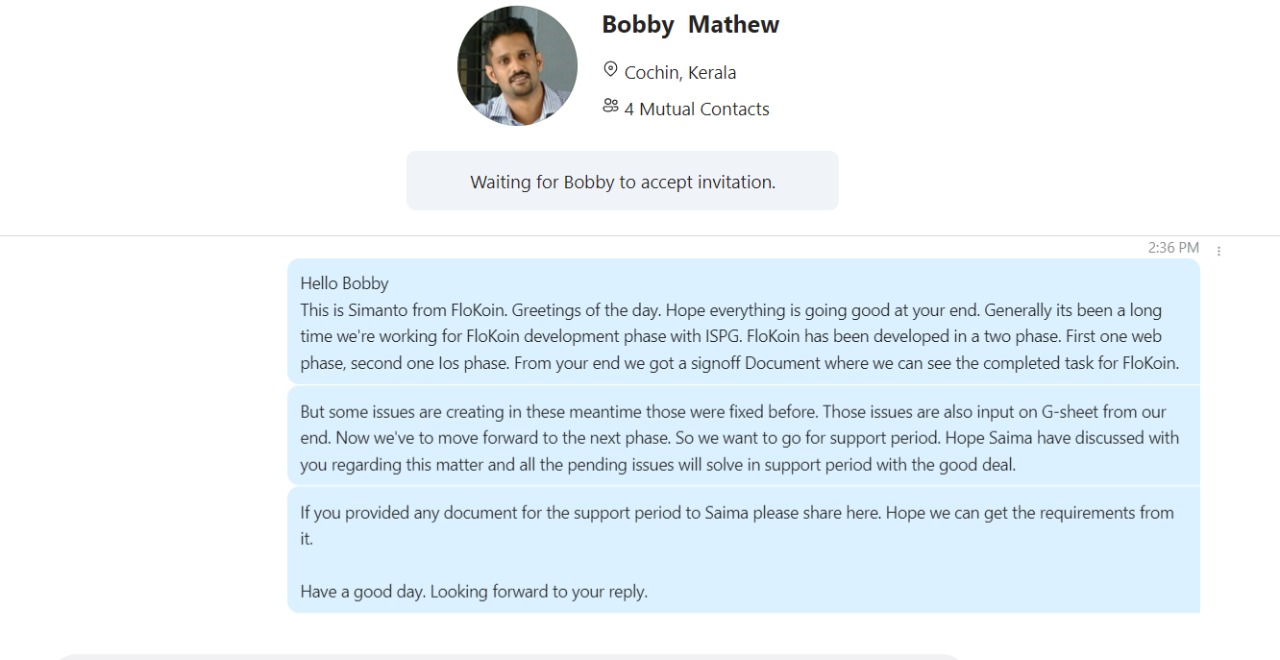 Bobby Mathew
Cochin, Kerala
4 Mutual Contacts
Waiting for Bobby to accept invitation.
2:36 PM
Hello Bobby
This is Simanto from FloKoin. Greetings of the day. Hope everything is going good at your end. Generally its been a long
time we're working for FloKoin development phase with ISPG. FloKoin has been developed in a two phase. First one web
phase, second one Ios phase. From your end we got a signoff Document where we can see the completed task for FloKoin.
But some issues are creating in these meantime those were fixed before. Those issues are also input on G-sheet from our
end. Now we've to move forward to the next phase. So we want to go for support period. Hope Saima have discussed with
you regarding this matter and all the pending issues will solve in support period with the good deal.
If you provided any document for the support period to Saima please share here. Hope we can get the requirements from
it.
Have a good day. Looking forward to your reply.